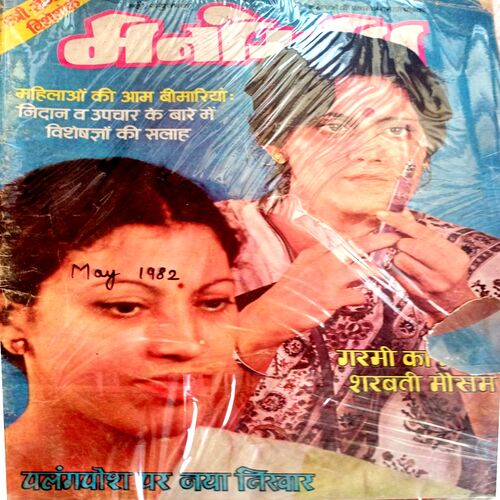 महिलाओं की आम बीमारियाँ:
निदान व उपचार के बारे में
विशेषज्ञों की सलाह
May 1982
गरमी का
शरबती मौसम
पलंगपोश पर नया निखार